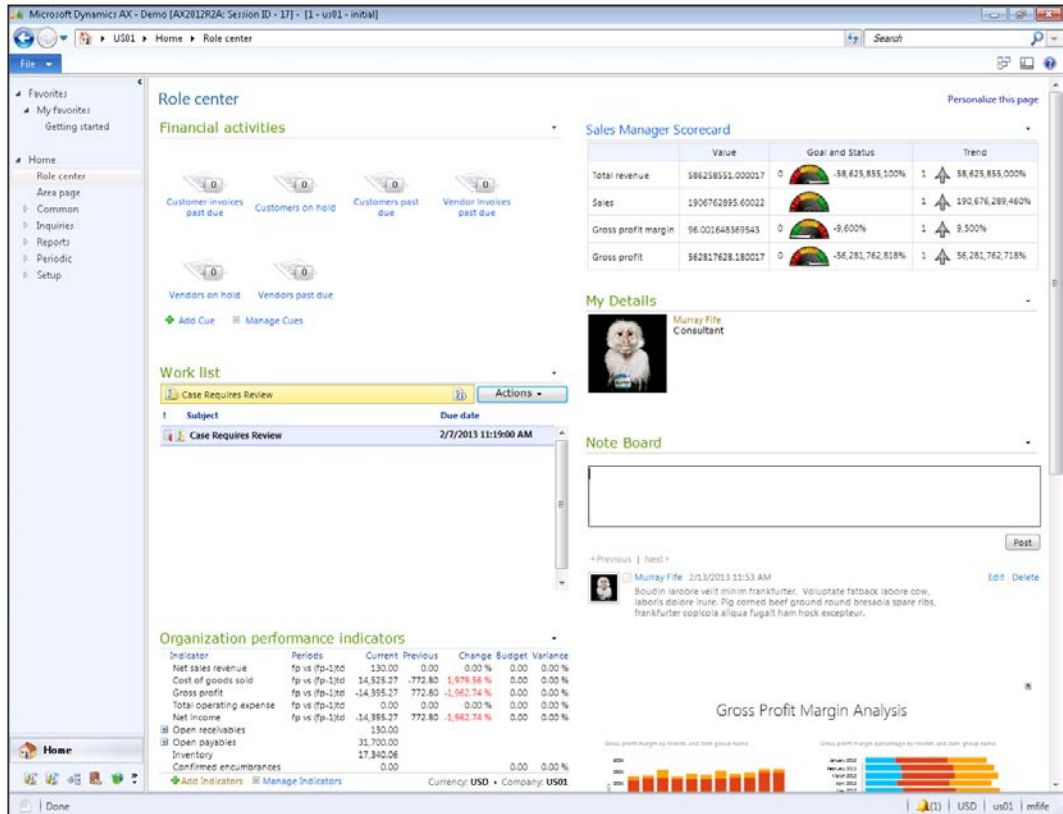 Microsoft Dynamics AX - Demo [AX2012R2A: Session ID - 17] - [1 - us01 - initial]
US01 Home Role center
Search
File
Favorites
My favorites
Getting started
Home
Role center
Area page
Common
Inquiries
Reports
Periodic
Setup
Home
Role center
Personalize this page
Financial activities
0 0 0 0
Customer invoices past due
Customers on hold
Customers past due
Vendor invoices past due
0 0
Vendors on hold Vendors past due
Add Cue Manage Cues
Work list
Case Requires Review Actions
! Subject Due date
Case Requires Review 2/7/2013 11:19:00 AM
Organization performance indicators
Indicator Periods Current Previous Change Budget Variance
Net sales revenue fp vs (fp-1)td 130.00 0.00 0.00 % 0.00 0.00 %
Cost of goods sold fp vs (fp-1)td 14,525.27 -772.80 1,979.56 % 0.00 0.00 %
Gross profit fp vs (fp-1)td -14,395.27 772.80 -1,962.74 % 0.00 0.00 %
Total operating expense fp vs (fp-1)td 0.00 0.00 0.00 % 0.00 0.00 %
Net income fp vs (fp-1)td -14,395.27 772.80 -1,962.74 % 0.00 0.00 %
Open receivables 130.00
Open payables 31,700.00
Inventory 17,340.06
Confirmed encumbrances 0.00 0.00 0.00 %
Add Indicators Manage Indicators Currency: USD • Company: US01
Sales Manager Scorecard
Value Goal and Status Trend
Total revenue 586258551.000017 0 -58,625,855,100% 1 58,625,855,000%
Sales 1906762895.60022 1 190,676,289,460%
Gross profit margin 96.001648369543 0 -9,600% 1 9,500%
Gross profit 562817628.180017 0 -56,281,762,818% 1 56,281,762,718%
My Details
Murray Fife
Consultant
Note Board
Post
Previous | Next
Murray Fife 2/13/2013 11:53 AM Edit Delete
Boudin larobre velit minim frankfurter. Voluptate fatback labore cow,
laboris dolore irure. Pig corned beef ground round bresaola spare ribs,
frankfurter copicola aliqua fugait ham hock excepteur.
Gross Profit Margin Analysis
January 2012
February 2012
March 2012
April 2012
Done (1) USD us01 mfife